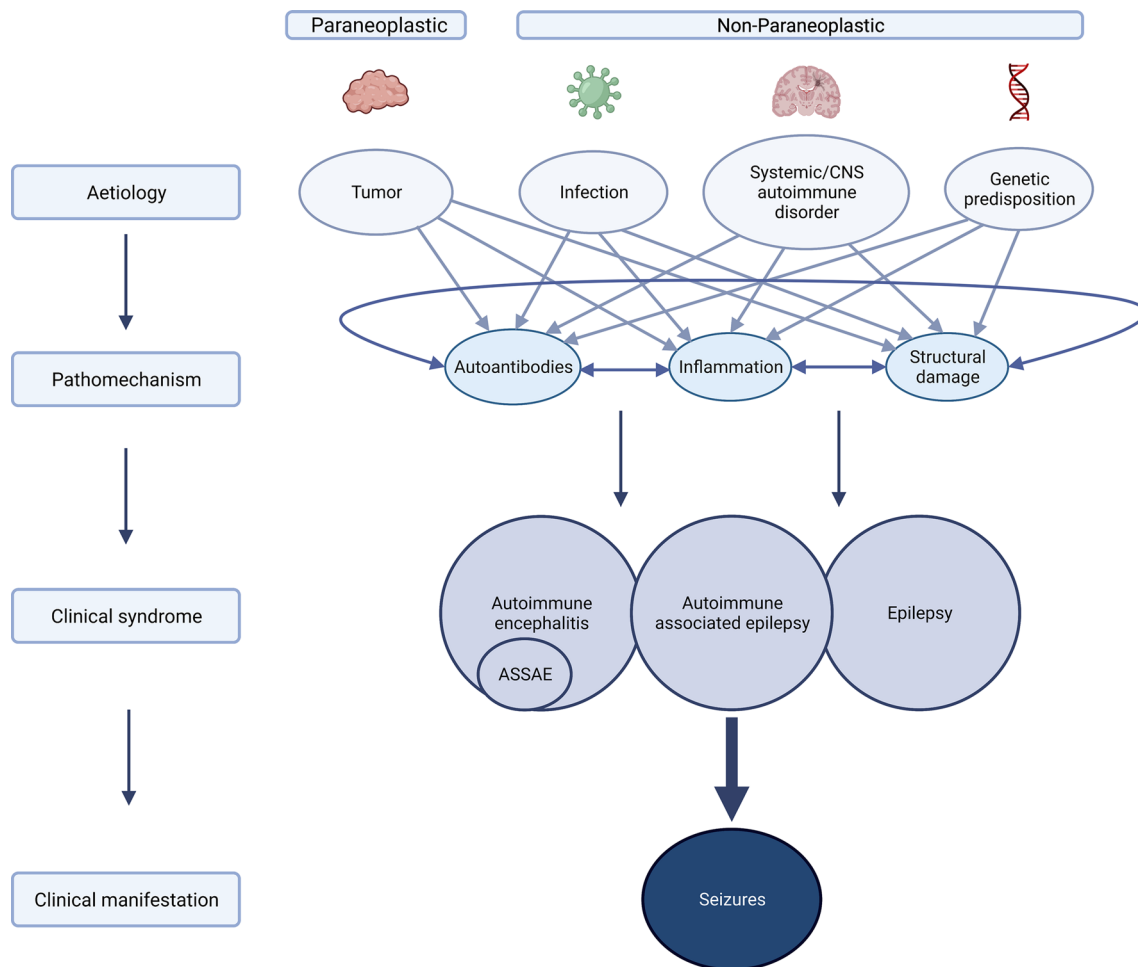 Paraneoplastic
Non-Paraneoplastic
Aetiology
Tumor
Infection
Systemic/CNS
autoimmune
disorder
Genetic
predisposition
Pathomechanism
Autoantibodies
Inflammation
Structural
damage
Clinical syndrome
Autoimmune
encephalitis
ASSAE
Autoimmune
associated epilepsy
Epilepsy
Clinical manifestation
Seizures